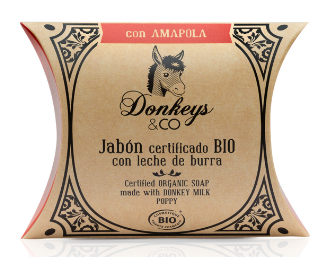 con AMAPOLA
Donkeys
&CO
Jabón certificado BIO
con leche de burra
Certified ORGANIC SOAP
made with DONKEY MILK
POPPY
BIO